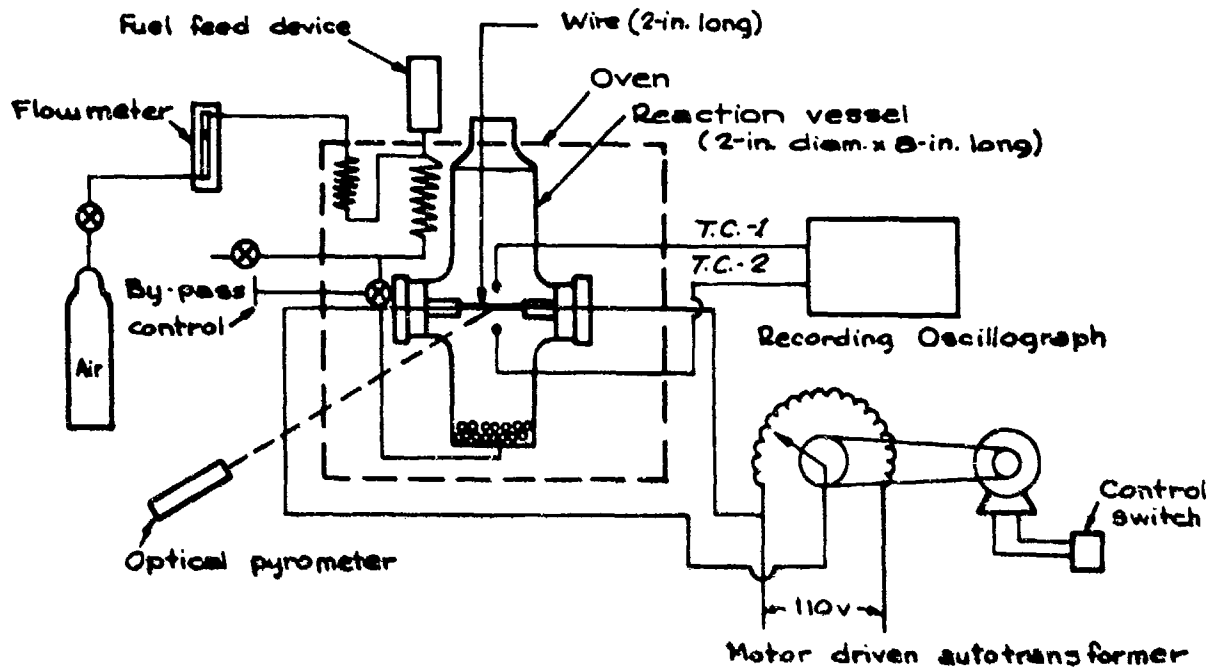 Fuel feed device
Wire (2-in. long)
Oven
Flowmeter
Reaction vessel
(2-in. diam. x 8-in. long)
T.C.-1
T.C.-2
By-pass
control
Air
Recording Oscillograph
Control
switch
Optical pyrometer
110 v
Motor driven autotransformer